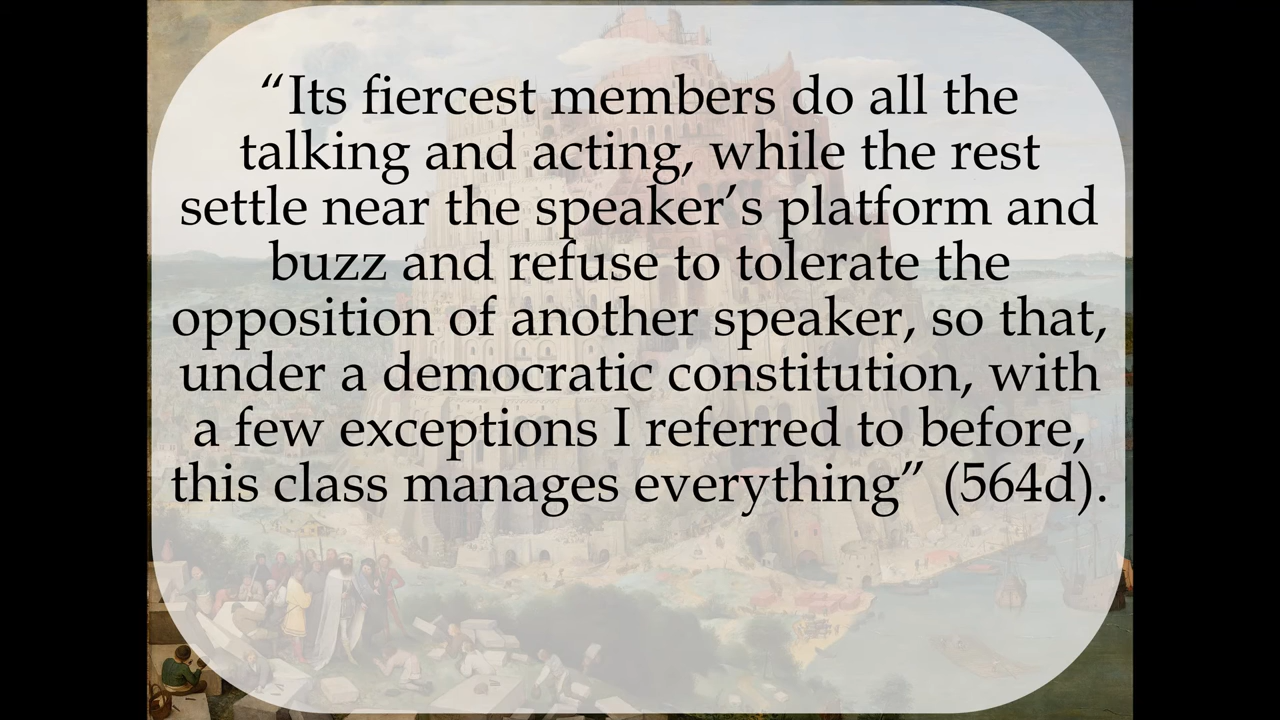 “Its fiercest members do all the
talking and acting, while the rest
settle near the speaker’s platform and
buzz and refuse to tolerate the
opposition of another speaker, so that,
under a democratic constitution, with
a few exceptions I referred to before,
this class manages everything” (564d).